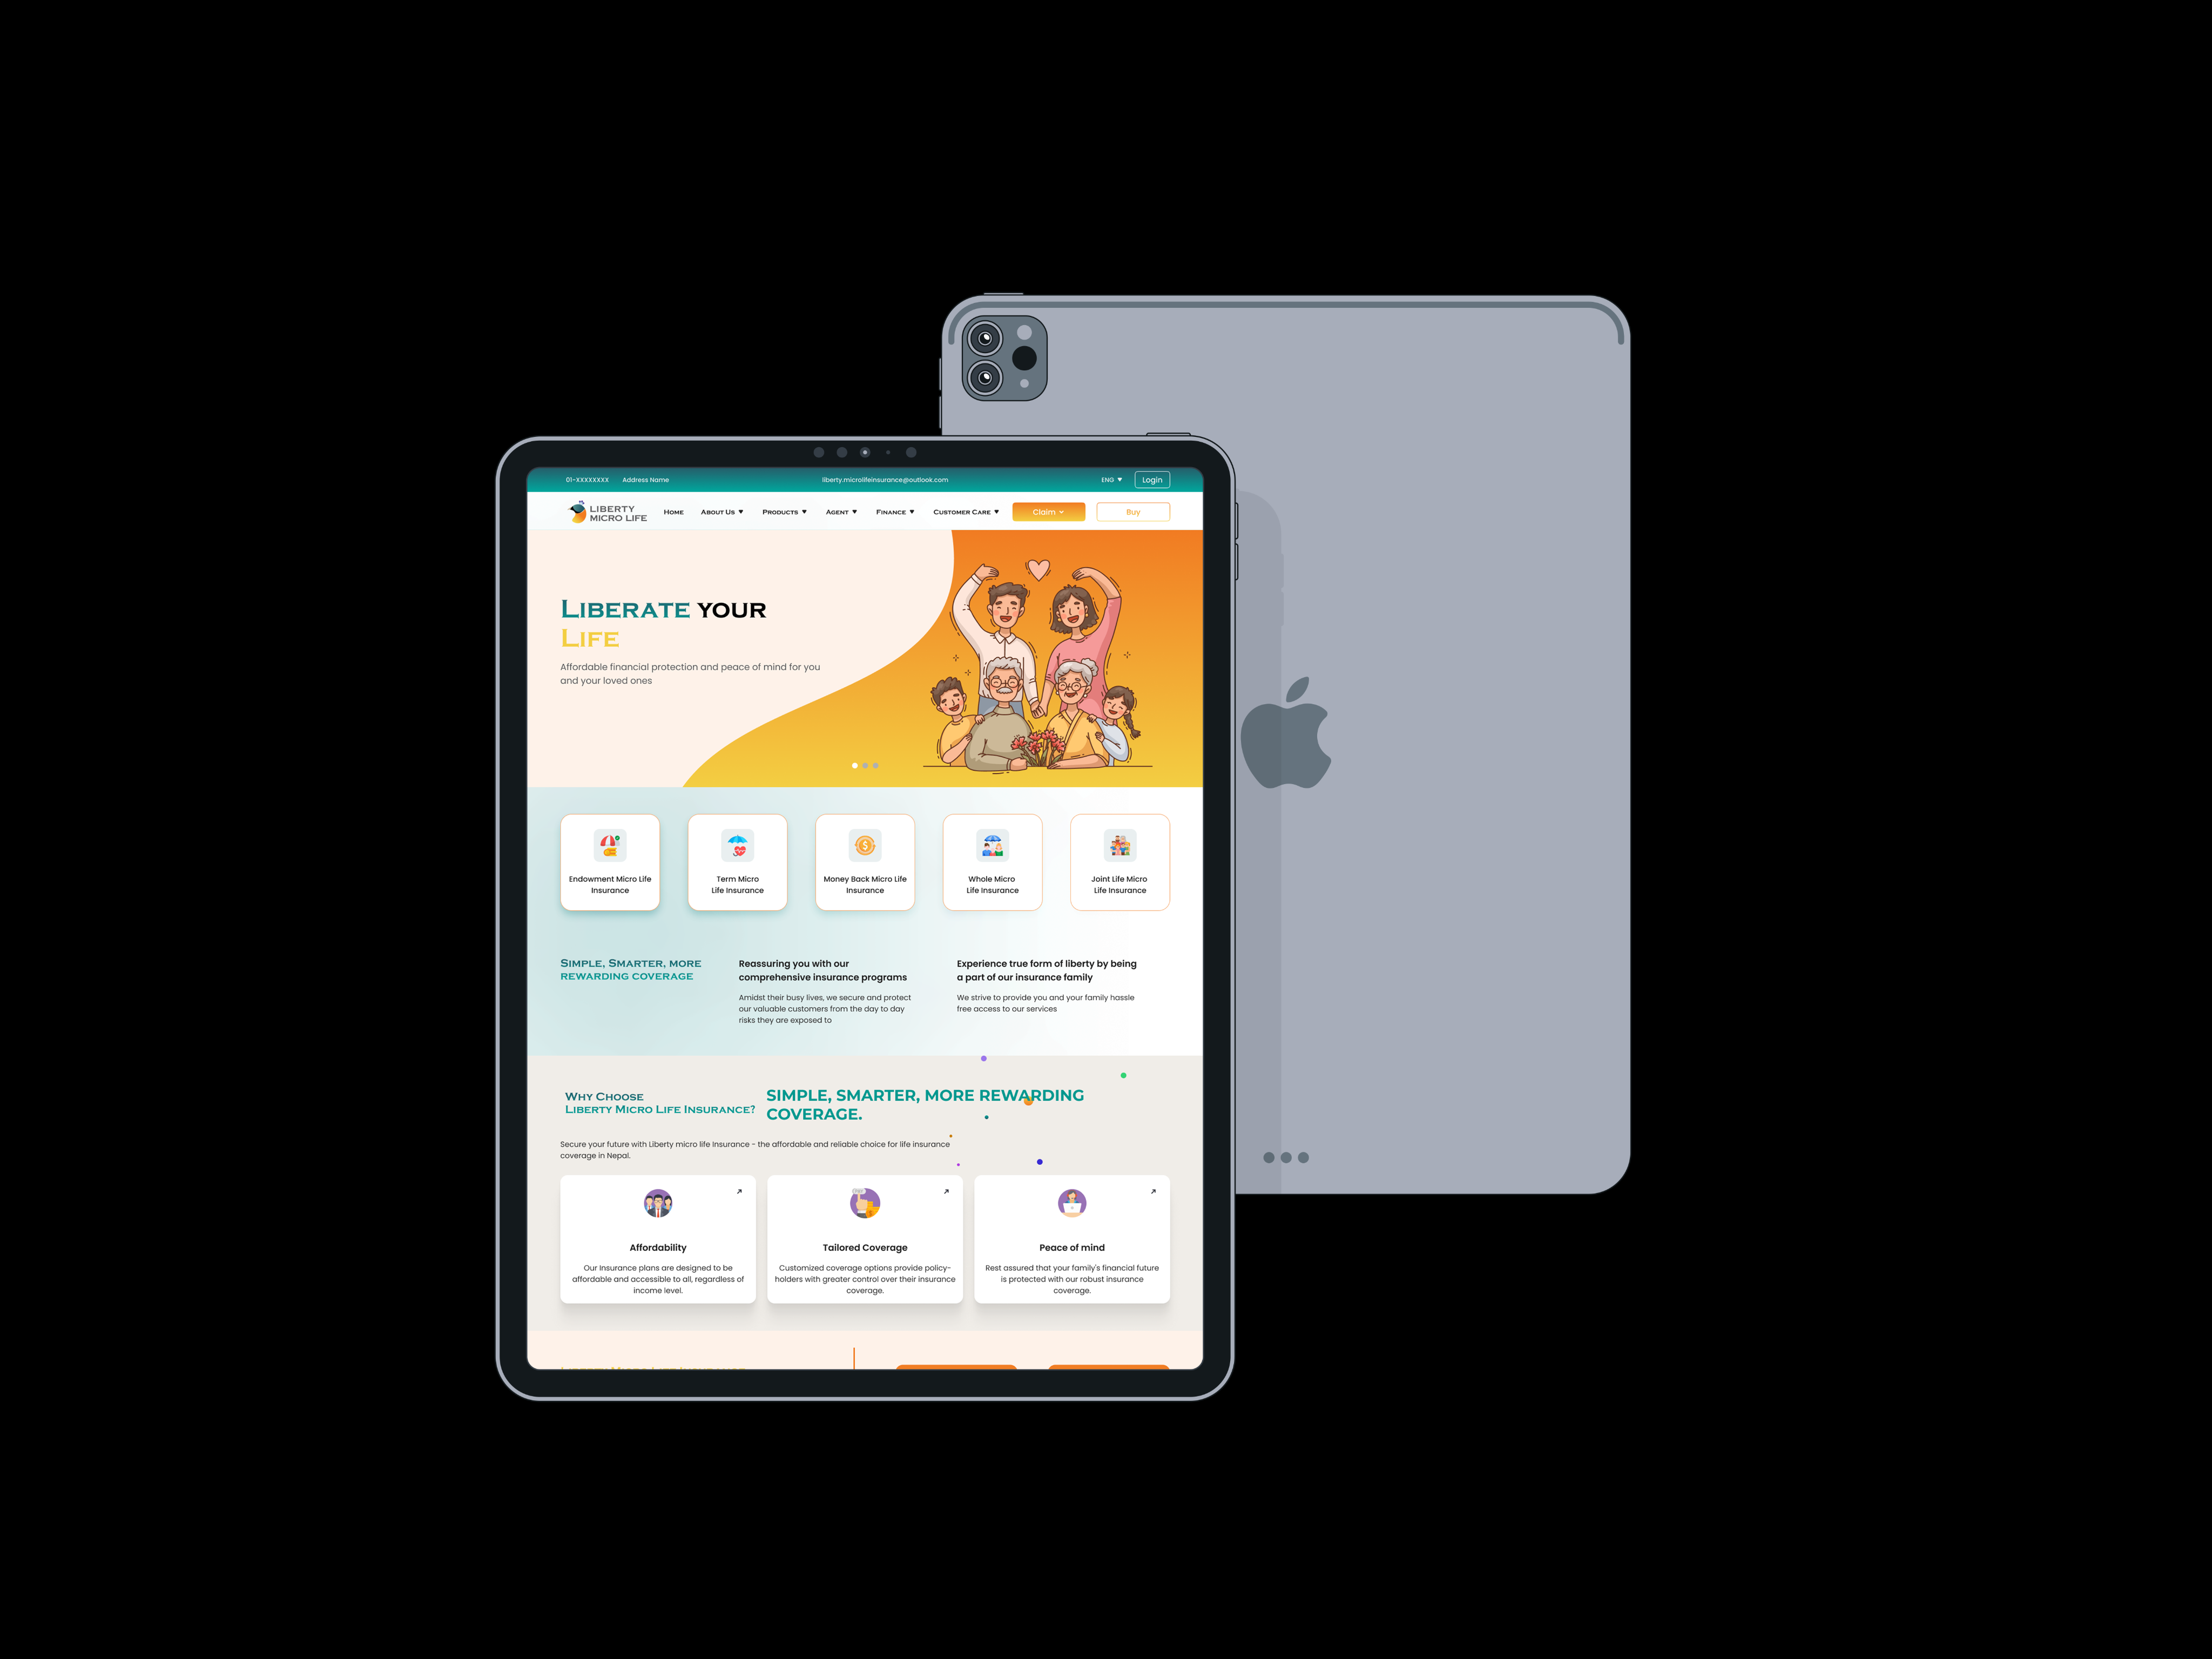 01-XXXXXXXX Address Name liberty.microlifeinsurance@outlook.com ENG Login
LIBERTY
MICRO LIFE
Home About Us Products Agent Finance Customer Care Claim Buy
Liberate your
Life
Affordable financial protection and peace of mind for you
and your loved ones
Endowment Micro Life
Insurance
Term Micro
Life Insurance
Money Back Micro Life
Insurance
Whole Micro
Life Insurance
Joint Life Micro
Life Insurance
Simple, Smarter, more
rewarding coverage
Reassuring you with our
comprehensive insurance programs
Amidst their busy lives, we secure and protect
our valuable customers from the day to day
risks they are exposed to
Experience true form of liberty by being
a part of our insurance family
We strive to provide you and your family hassle
free access to our services
Why Choose
Liberty Micro Life Insurance?
SIMPLE, SMARTER, MORE REWARDING
COVERAGE.
Secure your future with Liberty micro life Insurance - the affordable and reliable choice for life insurance
coverage in Nepal.
Affordability
Our Insurance plans are designed to be
affordable and accessible to all, regardless of
income level.
Tailored Coverage
Customized coverage options provide policy-
holders with greater control over their insurance
coverage.
Peace of mind
Rest assured that your family's financial future
is protected with our robust insurance
coverage.